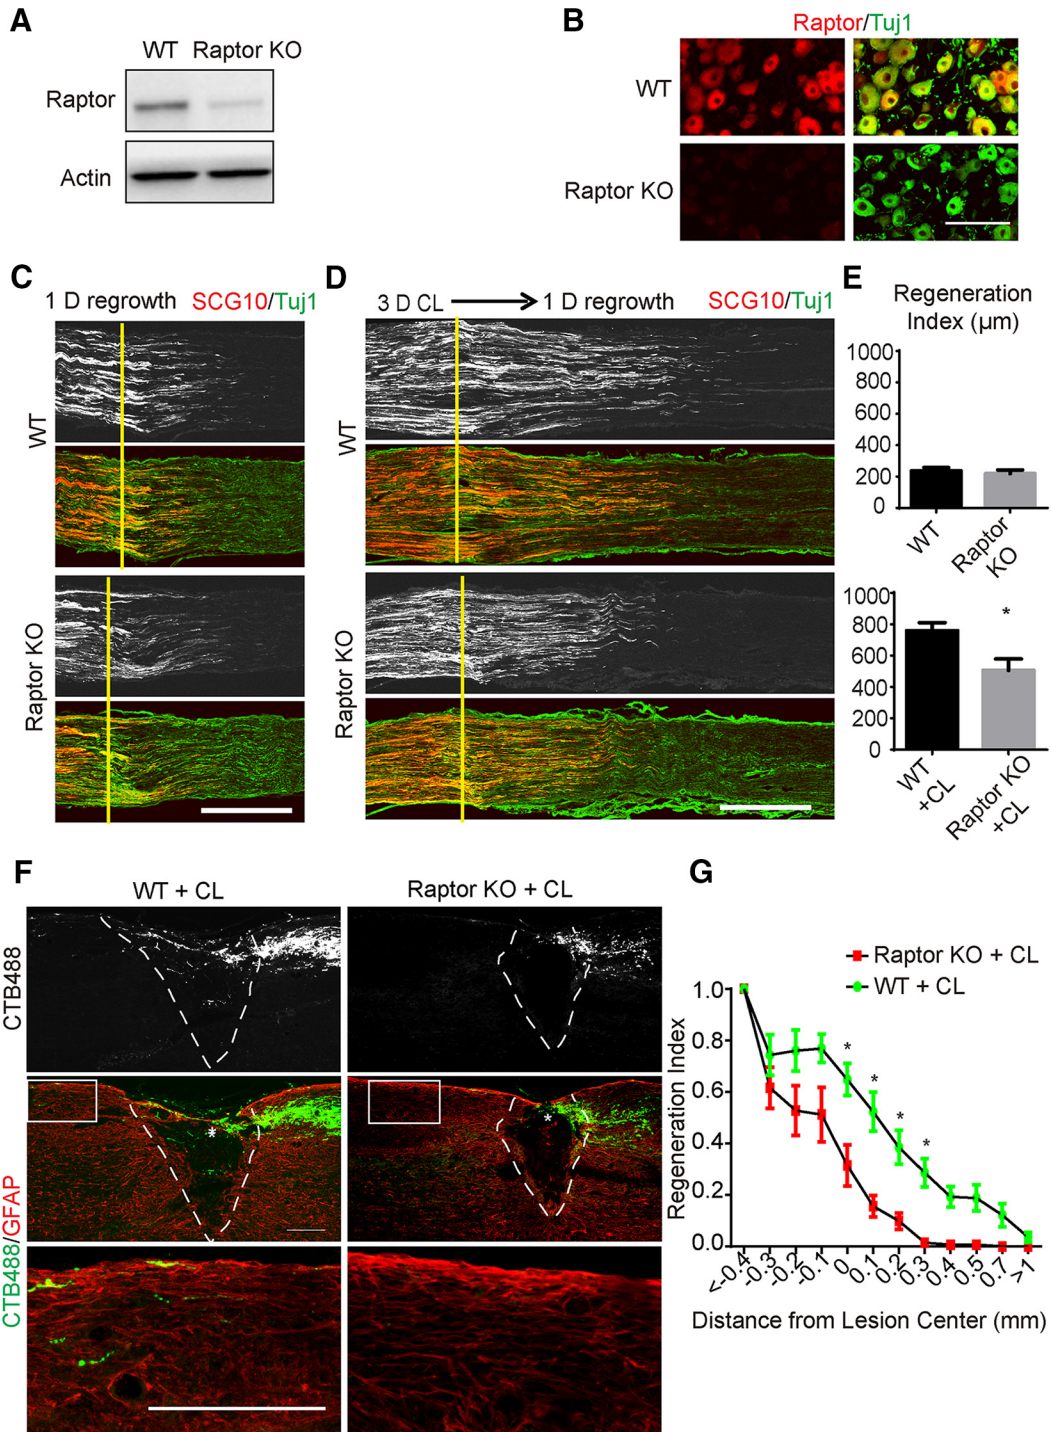 A
WT
Raptor KO
Raptor
Actin
B
Raptor/Tuj1
WT
Raptor KO
C
1 D regrowth
SCG10/Tuj1
WT
Raptor KO
D
3 D CL
1 D regrowth
SCG10/Tuj1
WT
Raptor KO
E
Regeneration
Index (µm)
1000
800
600
400
200
0
WT
Raptor
KO
1000
800
600
400
200
0
*
WT
+CL
Raptor KO
+CL
F
WT + CL
Raptor KO + CL
CTB488
CTB488/GFAP
*
*
G
Raptor KO + CL
WT + CL
Regeneration Index
1.0
0.8
0.6
0.4
0.2
0.0
* * * *
<-0.4
-0.3
-0.2
-0.1
0
0.1
0.2
0.3
0.4
0.5
0.7
>1
Distance from Lesion Center (mm)